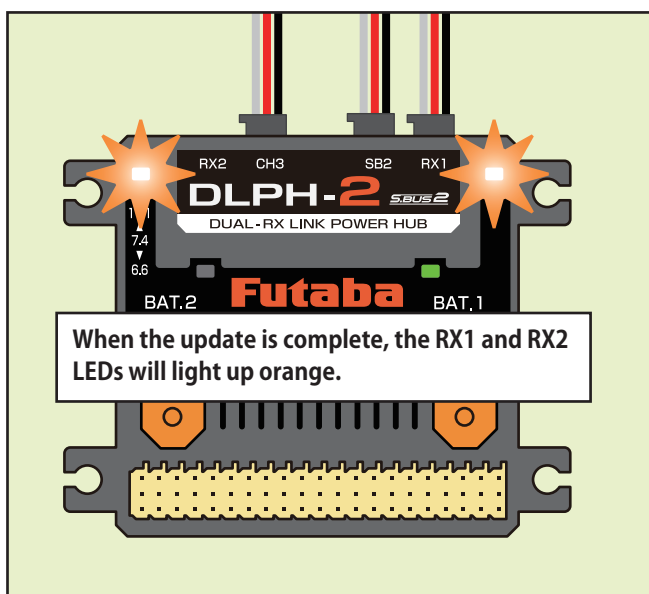 RX2 CH3 SB2 RX1
DLPH-2 S.BUS2
DUAL-RX LINK POWER HUB
7.4
6.6
BAT.2 Futaba BAT.1
When the update is complete, the RX1 and RX2
LEDs will light up orange.